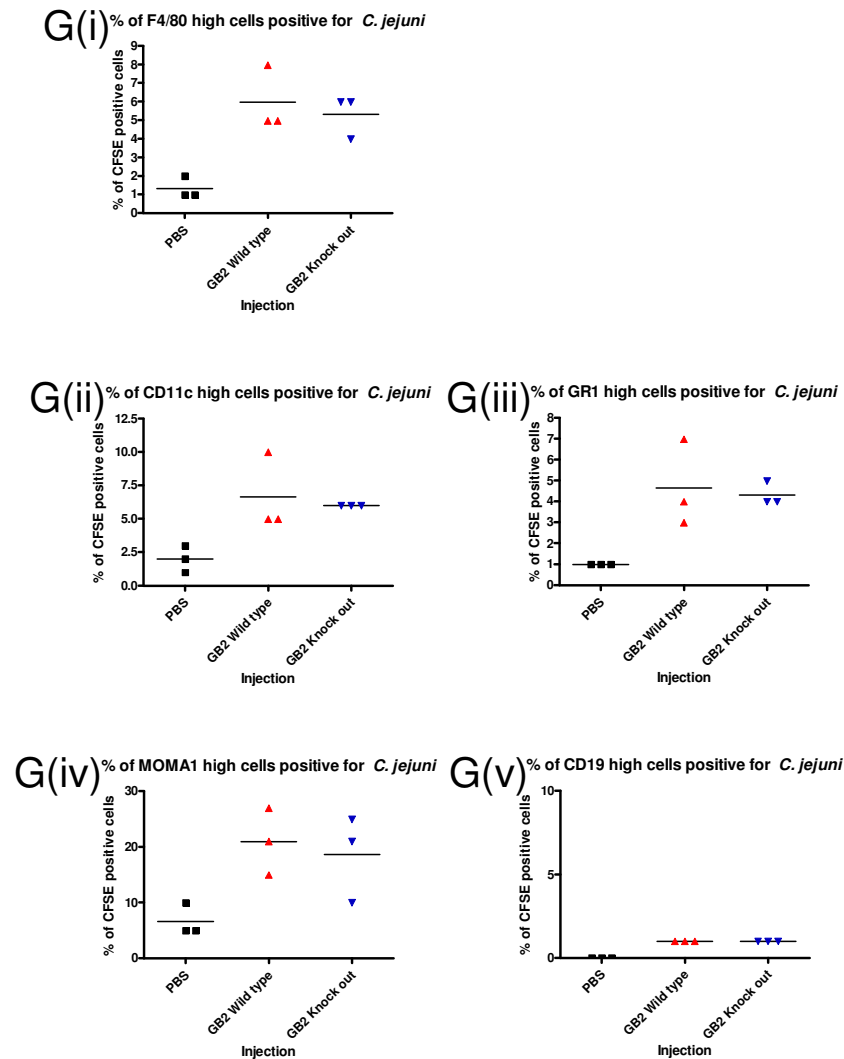 G(i) % of F4/80 high cells positive for C. jejuni
% of CFSE positive cells
9
8
7
6
5
4
3
2
1
0
PBS
GB2 Wild type
GB2 Knock out
Injection
G(ii) % of CD11c high cells positive for C. jejuni
% of CFSE positive cells
12.5
10.0
7.5
5.0
2.5
0.0
PBS
GB2 Wild type
GB2 Knock out
Injection
G(iii) % of GR1 high cells positive for C. jejuni
% of CFSE positive cells
8
7
6
5
4
3
2
1
0
PBS
GB2 Wild type
GB2 Knock out
Injection
G(iv) % of MOMA1 high cells positive for C. jejuni
% of CFSE positive cells
30
20
10
0
PBS
GB2 Wild type
GB2 Knock out
Injection
G(v) % of CD19 high cells positive for C. jejuni
% of CFSE positive cells
10
5
0
PBS
GB2 Wild type
GB2 Knock out
Injection